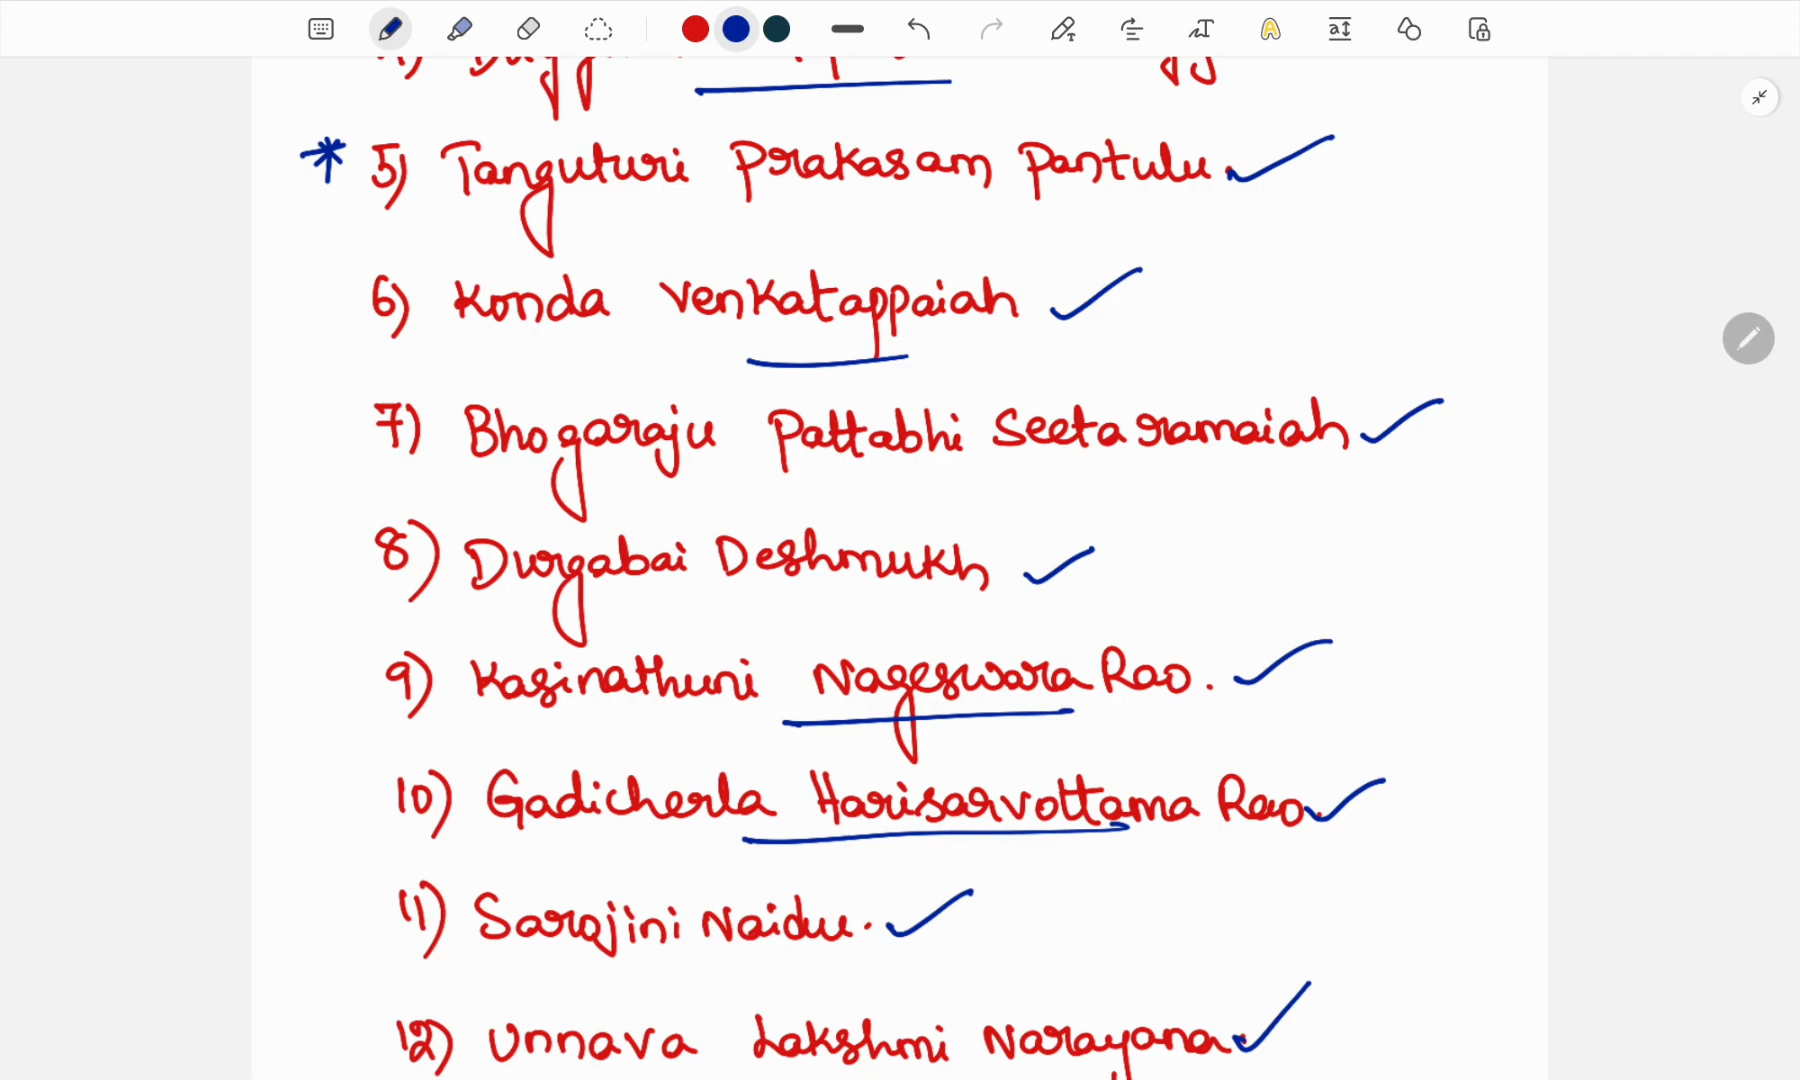 5) Tanguturi Prakasam Pantulu.
6) Konda Venkatappaiah
7) Bhogaraju Pattabhi Seetaramaiah
8) Durgabai Deshmukh
9) Kasinathuni Nageswara Rao.
10) Gadicherla Harisarvottama Rao.
11) Sarojini Naidu.
12) Unnava Lakshmi Narayana